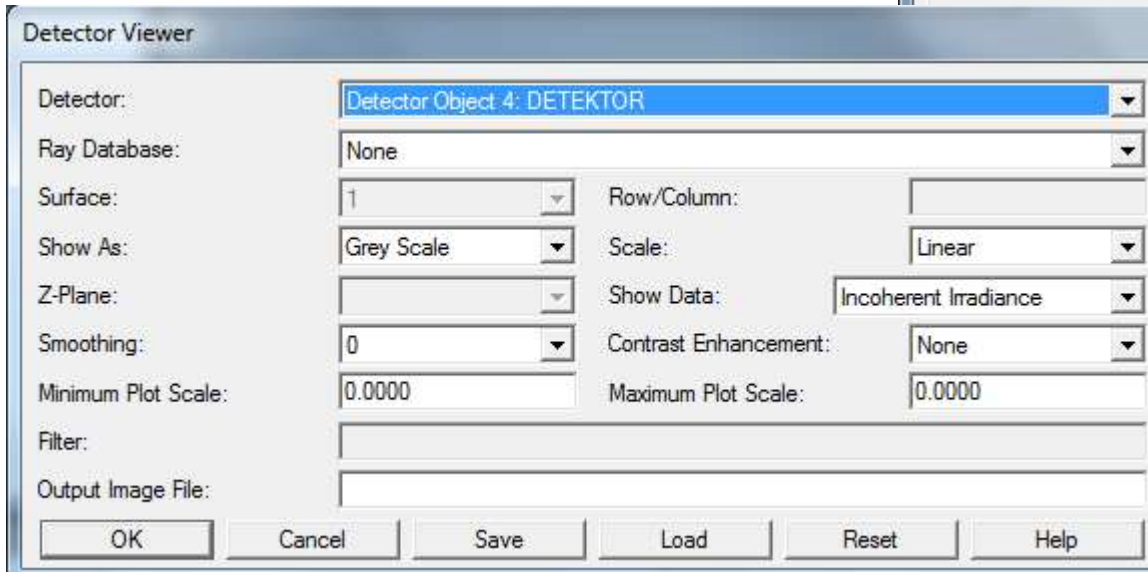 Detector Viewer
Detector: Detector Object 4: DETEKTOR
Ray Database: None
Surface: 1 Row/Column:
Show As: Grey Scale Scale: Linear
Z-Plane: Show Data: Incoherent Irradiance
Smoothing: 0 Contrast Enhancement: None
Minimum Plot Scale: 0.0000 Maximum Plot Scale: 0.0000
Filter:
Output Image File:
OK Cancel Save Load Reset Help